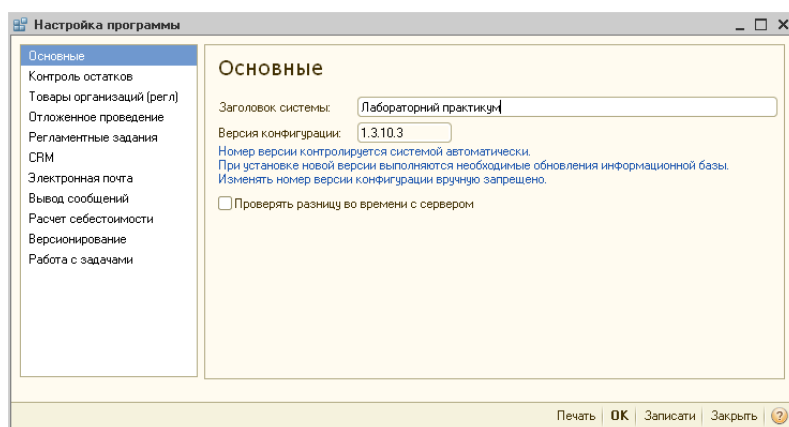 Настройка программы
Основные
Контроль остатков
Товары организаций (регл)
Отложенное проведение
Регламентные задания
CRM
Электронная почта
Вывод сообщений
Расчет себестоимости
Версионирование
Работа с задачами
Основные
Заголовок системы: Лабораторний практикум
Версия конфигурации: 1.3.10.3
Номер версии контролируется системой автоматически.
При установке новой версии выполняются необходимые обновления информационной базы.
Изменять номер версии конфигурации вручную запрещено.
Проверять разницу во времени с сервером
Печать OK Записати Закрыть ?